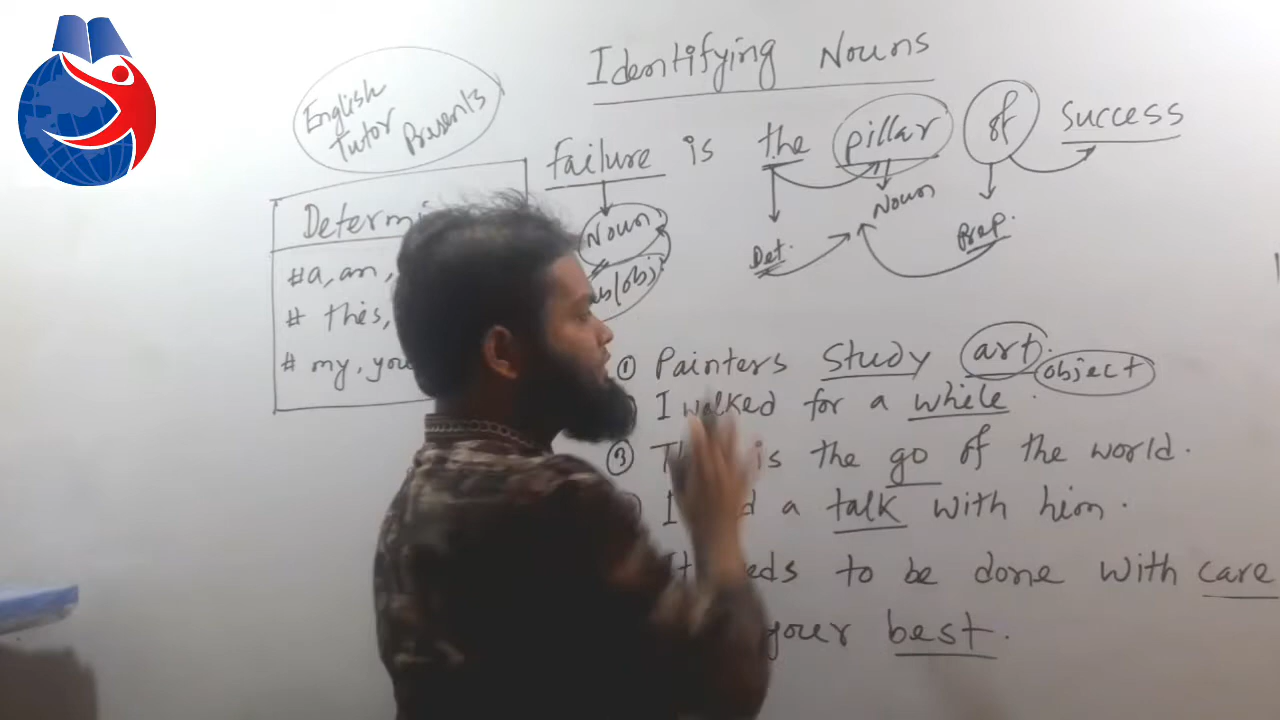 Identifying Nouns
English
Tutor
Presents
Failure is the pillar of Success
Noun
Noun
Det.
Prep.
#a, an,
# this,
# my,
① Painters study art.
object
I walked for a while.
③ is the go of the world.
I a talk with him.
It to be done with care
your best.